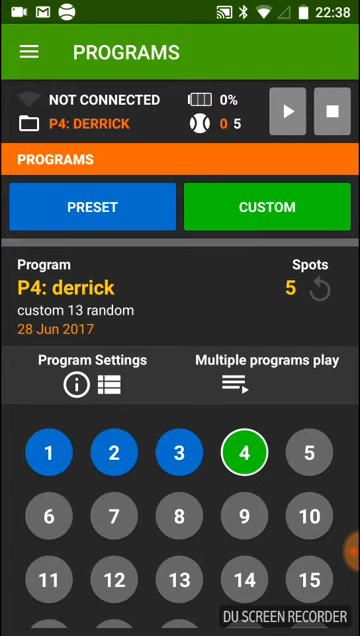 22:38
PROGRAMS
NOT CONNECTED
0%
P4: DERRICK
0 5
PROGRAMS
PRESET
CUSTOM
Program
Spots
P4: derrick
5
custom 13 random
28 Jun 2017
Program Settings
Multiple programs play
1 2 3 4 5
6 7 8 9 10
11 12 13 14 15
DU SCREEN RECORDER